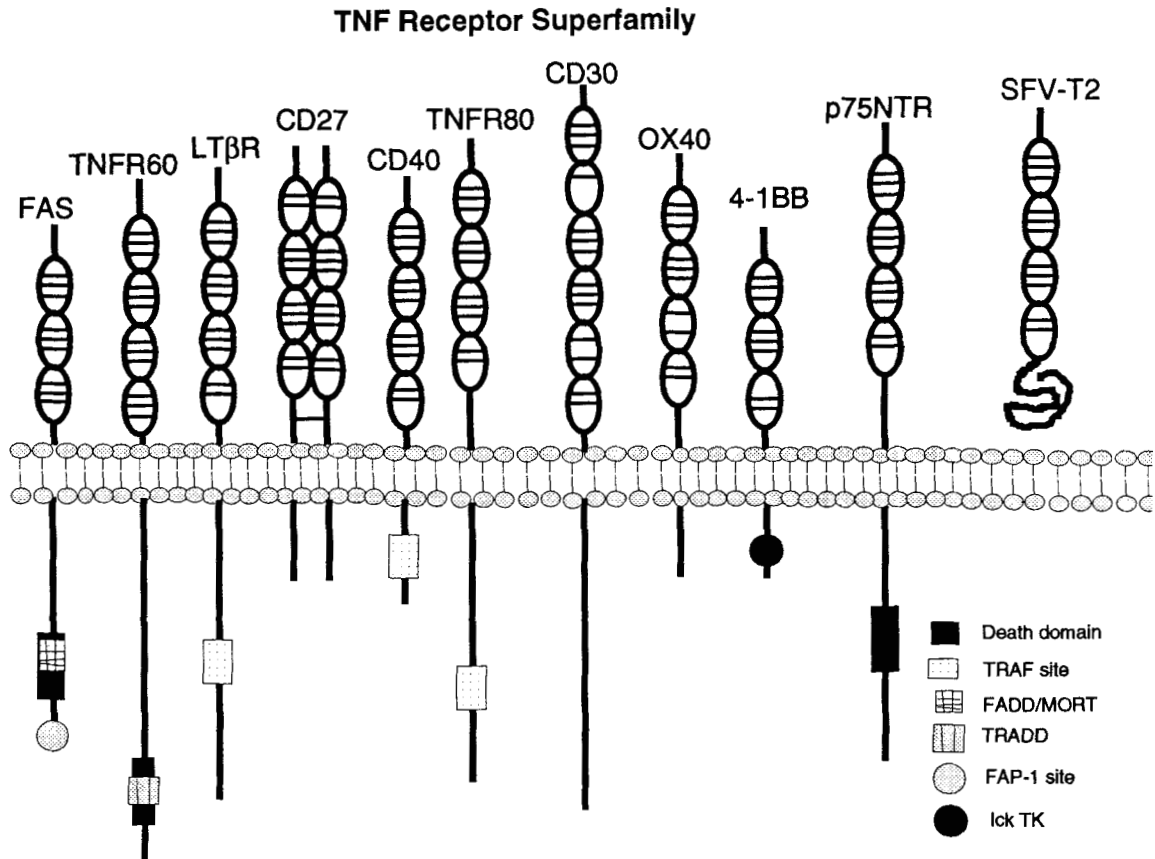 TNF Receptor Superfamily
FAS
TNFR60
LTβR
CD27
CD40
TNFR80
CD30
OX40
4-1BB
p75NTR
SFV-T2
Death domain
TRAF site
FADD/MORT
TRADD
FAP-1 site
lck TK